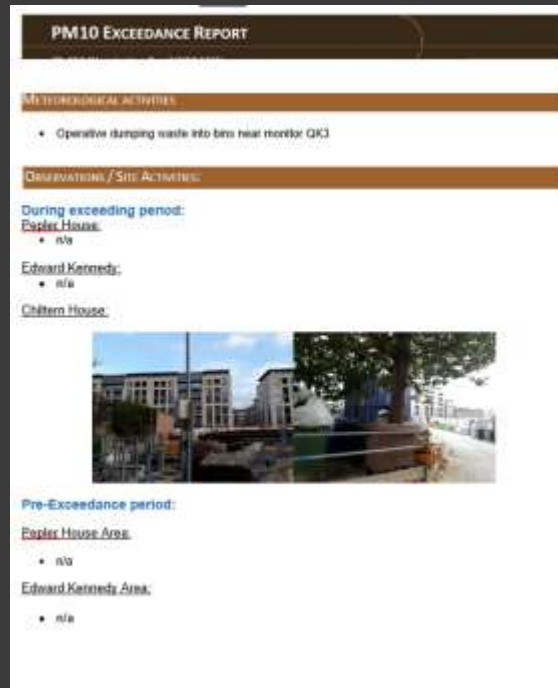 PM10 EXCEEDANCE REPORT
METEOROLOGICAL ACTIVITIES
• Operative dumping waste into bins near monitor QK3
OBSERVATIONS / SITE ACTIVITIES:
During exceeding period:
Pepler House:
• n/a
Edward Kennedy:
• n/a
Chiltern House:
Pre-Exceedance period:
Pepler House Area:
• n/a
Edward Kennedy Area:
• n/a